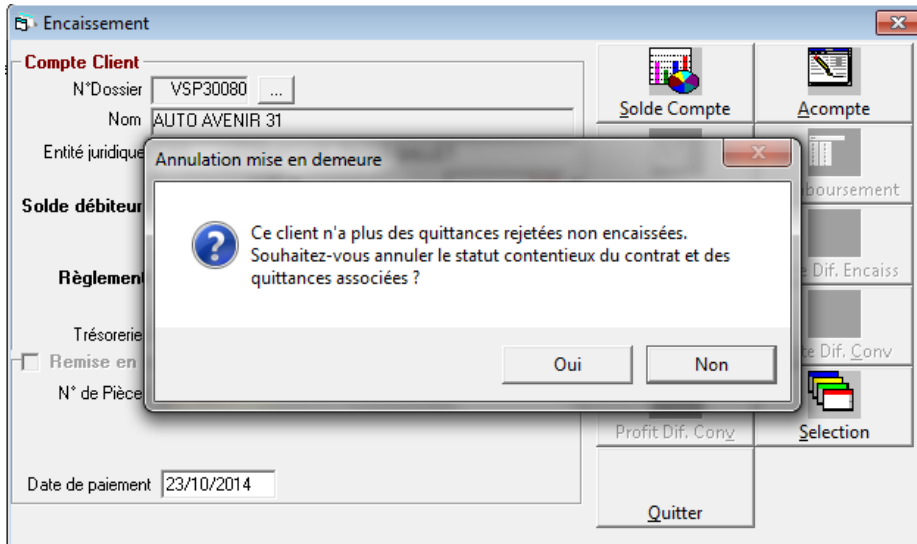 Encaissement
Compte Client
N°Dossier VSP30080 ...
Nom AUTO AVENIR 31
Entité juridique
Solde débiteur
Règlement
Trésorerie
Remise en
N° de Pièce
Date de paiement 23/10/2014
Solde Compte
Acompte
boursement
Dif. Encaiss
Dif. Conv
Profit Dif. Conv
Selection
Quitter
Annulation mise en demeure
Ce client n'a plus des quittances rejetées non encaissées.
Souhaitez-vous annuler le statut contentieux du contrat et des
quittances associées ?
Oui
Non